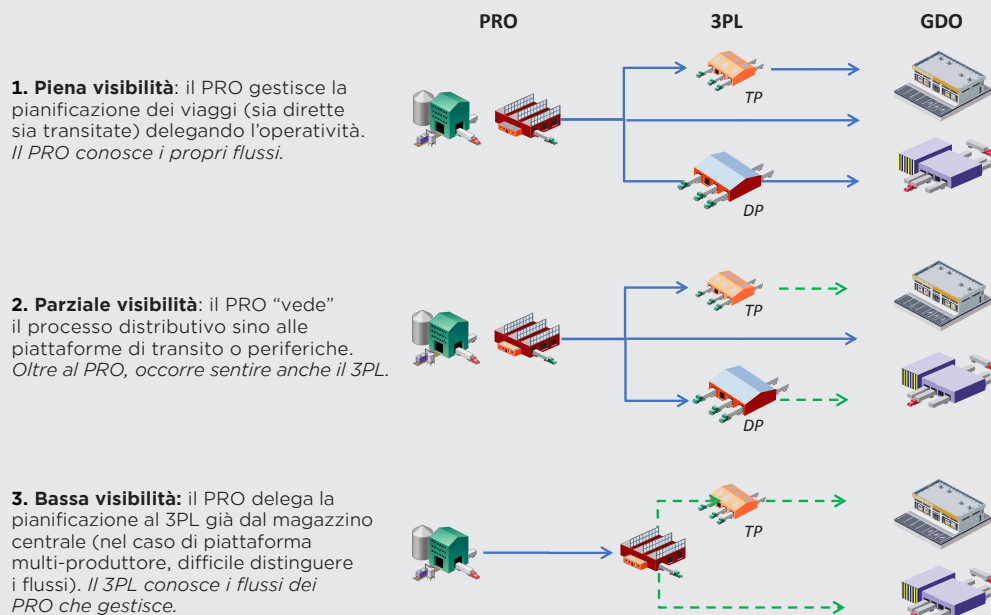 PRO 3PL GDO
1. Piena visibilità: il PRO gestisce la
pianificazione dei viaggi (sia dirette
sia transitate) delegando l’operatività.
Il PRO conosce i propri flussi.
TP
DP
2. Parziale visibilità: il PRO “vede”
il processo distributivo sino alle
piattaforme di transito o periferiche.
Oltre al PRO, occorre sentire anche il 3PL.
TP
DP
3. Bassa visibilità: il PRO delega la
pianificazione al 3PL già dal magazzino
centrale (nel caso di piattaforma
multi-produttore, difficile distinguere
i flussi). Il 3PL conosce i flussi dei
PRO che gestisce.
TP